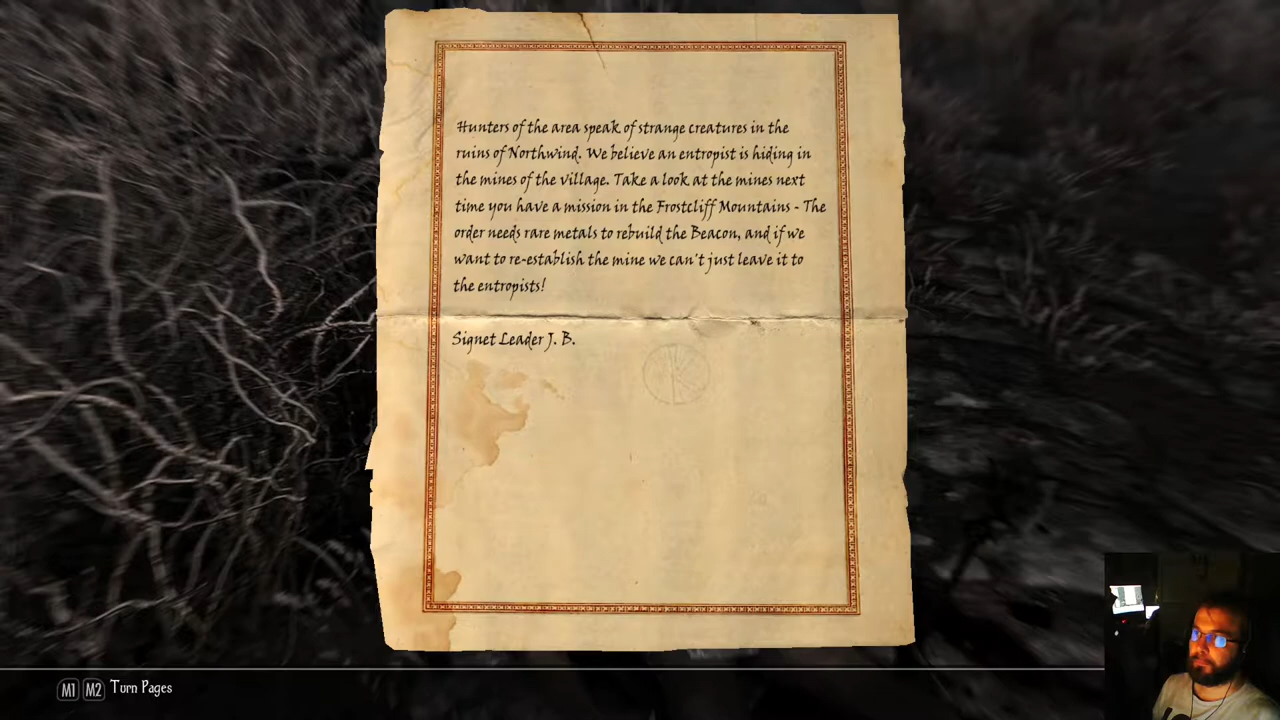 Hunters of the area speak of strange creatures in the
ruins of Northwind. We believe an entropist is hiding in
the mines of the village. Take a look at the mines next
time you have a mission in the Frostcliff Mountains - The
order needs rare metals to rebuild the Beacon, and if we
want to re-establish the mine we can't just leave it to
the entropists!
Signet Leader J. B.
M1 M2 Turn Pages